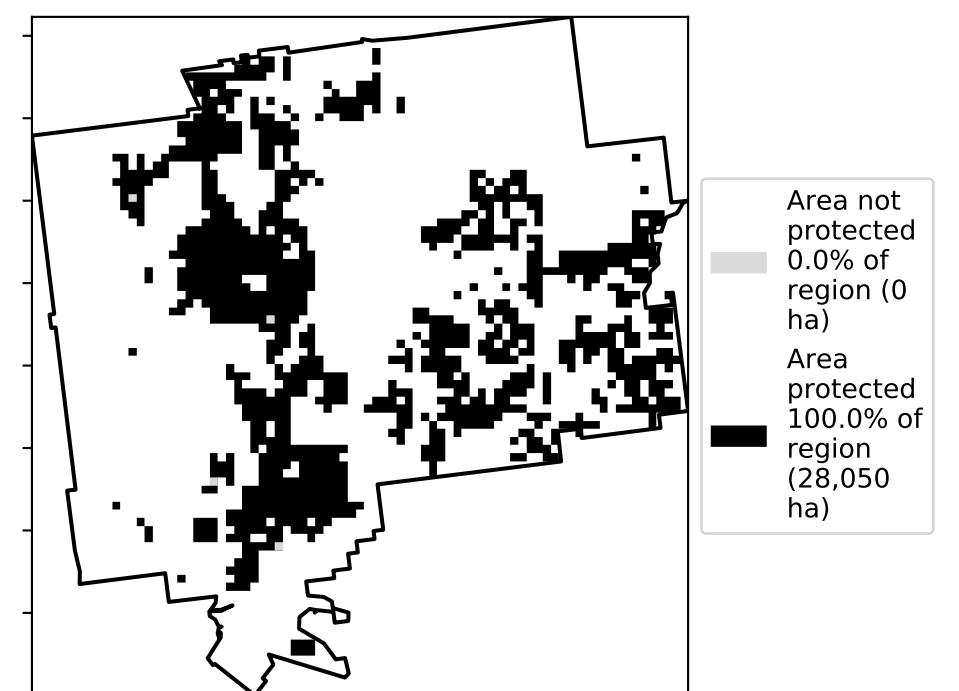 Area not
protected
0.0% of
region (0
ha)
Area
protected
100.0% of
region
(28,050
ha)